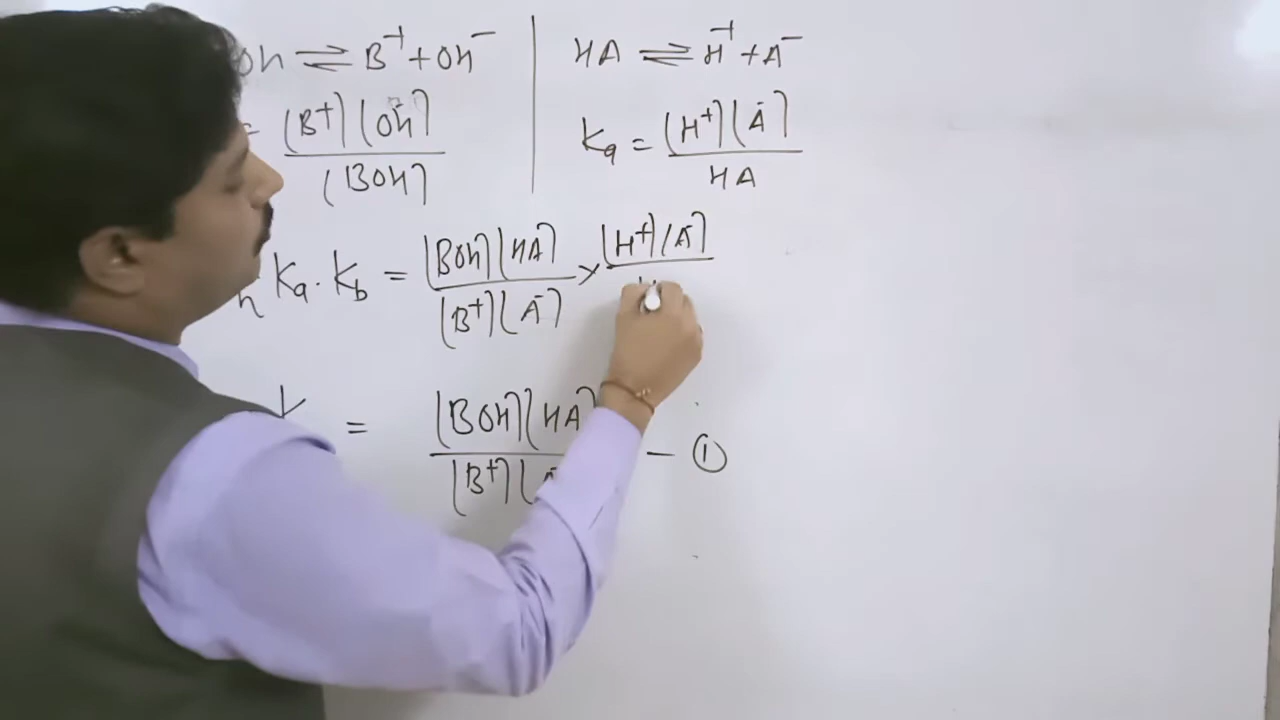 OH ⇌ B⁺ + OH⁻ | HA ⇌ H⁺ + A⁻
= [B⁺][OH⁻] / [BOH]
Ka = [H⁺][A⁻] / HA
h Ka . Kb = [BOH][HA] / [B⁺][A⁻] × [H⁺][A⁻] /
= [BOH][HA] / [B⁺][ — ①